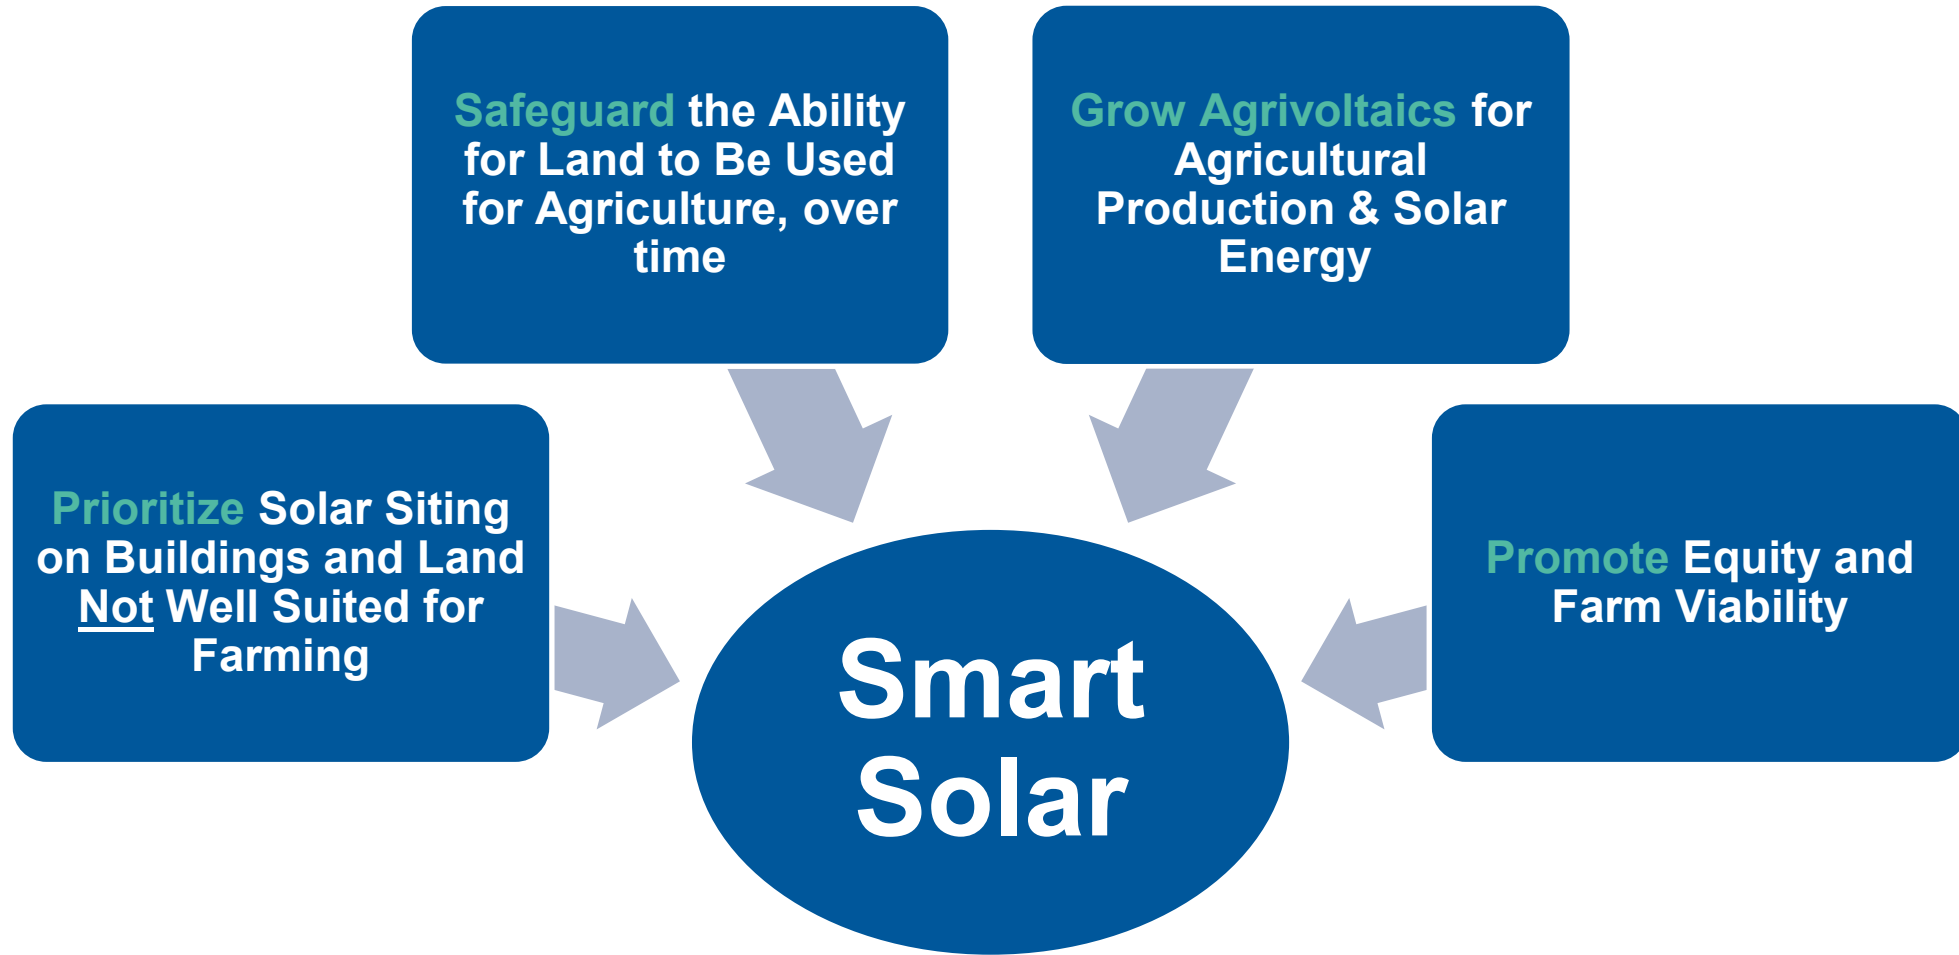 Safeguard the Ability
for Land to Be Used
for Agriculture, over
time
Grow Agrivoltaics for
Agricultural
Production & Solar
Energy
Prioritize Solar Siting
on Buildings and Land
Not Well Suited for
Farming
Promote Equity and
Farm Viability
Smart
Solar